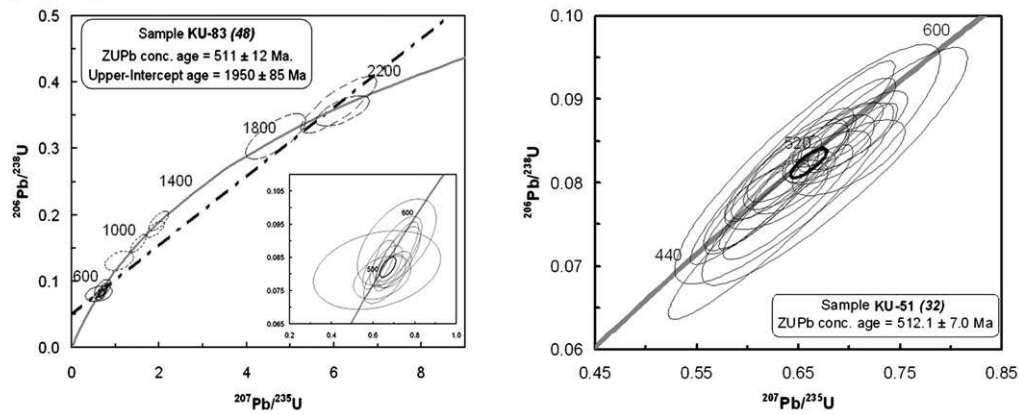 Sample KU-83 (48)
ZUPb conc. age = 511 ± 12 Ma.
Upper-Intercept age = 1950 ± 85 Ma
²⁰⁶Pb/²³⁸U
0.5
0.4
0.3
0.2
0.1
0.0
0 2 4 6 8
²⁰⁷Pb/²³⁵U
600
1000
1400
1800
2200
0.105
0.095
0.085
0.075
0.065
0.2 0.4 0.6 0.8 1.0
500
600
²⁰⁶Pb/²³⁸U
0.10
0.09
0.08
0.07
0.06
0.45 0.55 0.65 0.75 0.85
²⁰⁷Pb/²³⁵U
440
520
600
Sample KU-51 (32)
ZUPb conc. age = 512.1 ± 7.0 Ma